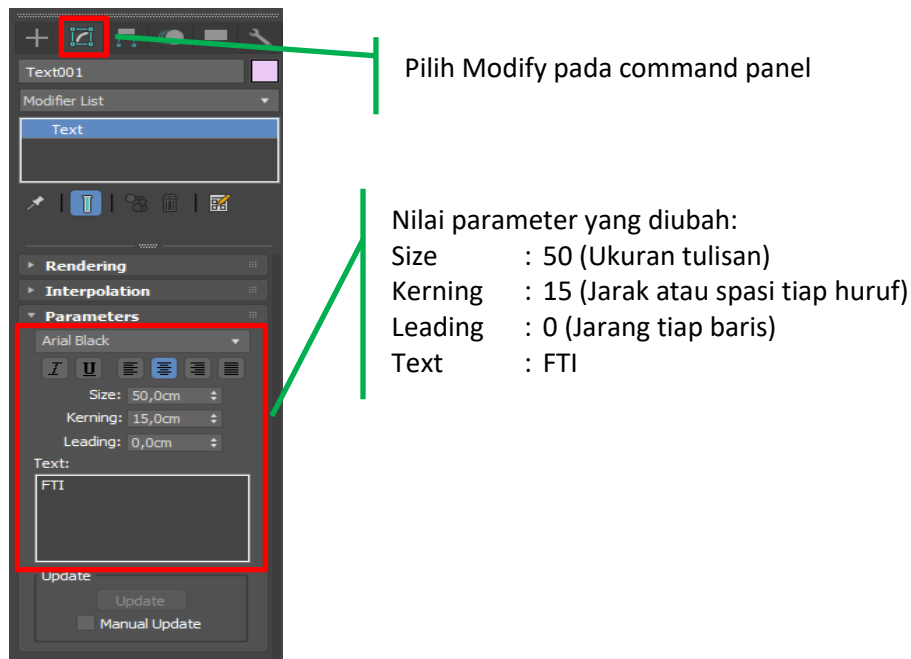 Text001
Modifier List
Text
Rendering
Interpolation
Parameters
Arial Black
I U
Size: 50,0cm
Kerning: 15,0cm
Leading: 0,0cm
Text:
FTI
Update
Update
Manual Update
Pilih Modify pada command panel
Nilai parameter yang diubah:
Size : 50 (Ukuran tulisan)
Kerning : 15 (Jarak atau spasi tiap huruf)
Leading : 0 (Jarang tiap baris)
Text : FTI